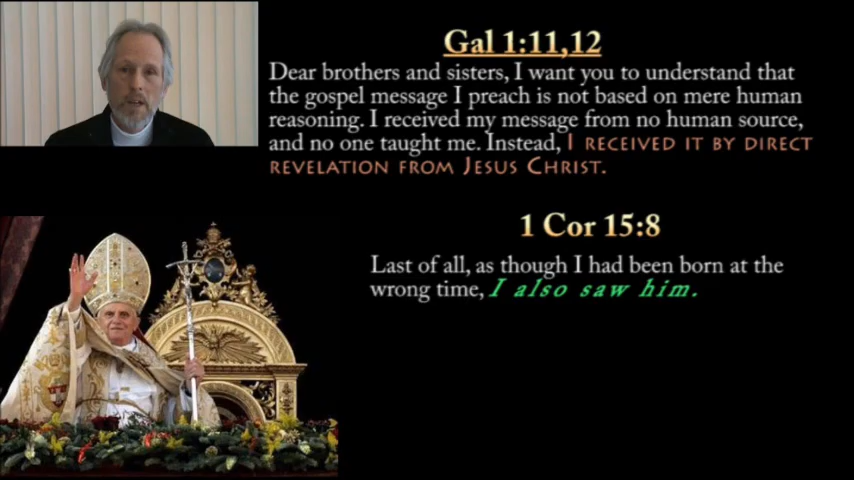 Gal 1:11,12
Dear brothers and sisters, I want you to understand that
the gospel message I preach is not based on mere human
reasoning. I received my message from no human source,
and no one taught me. Instead, I RECEIVED IT BY DIRECT
REVELATION FROM JESUS CHRIST.
1 Cor 15:8
Last of all, as though I had been born at the
wrong time, I also saw him.